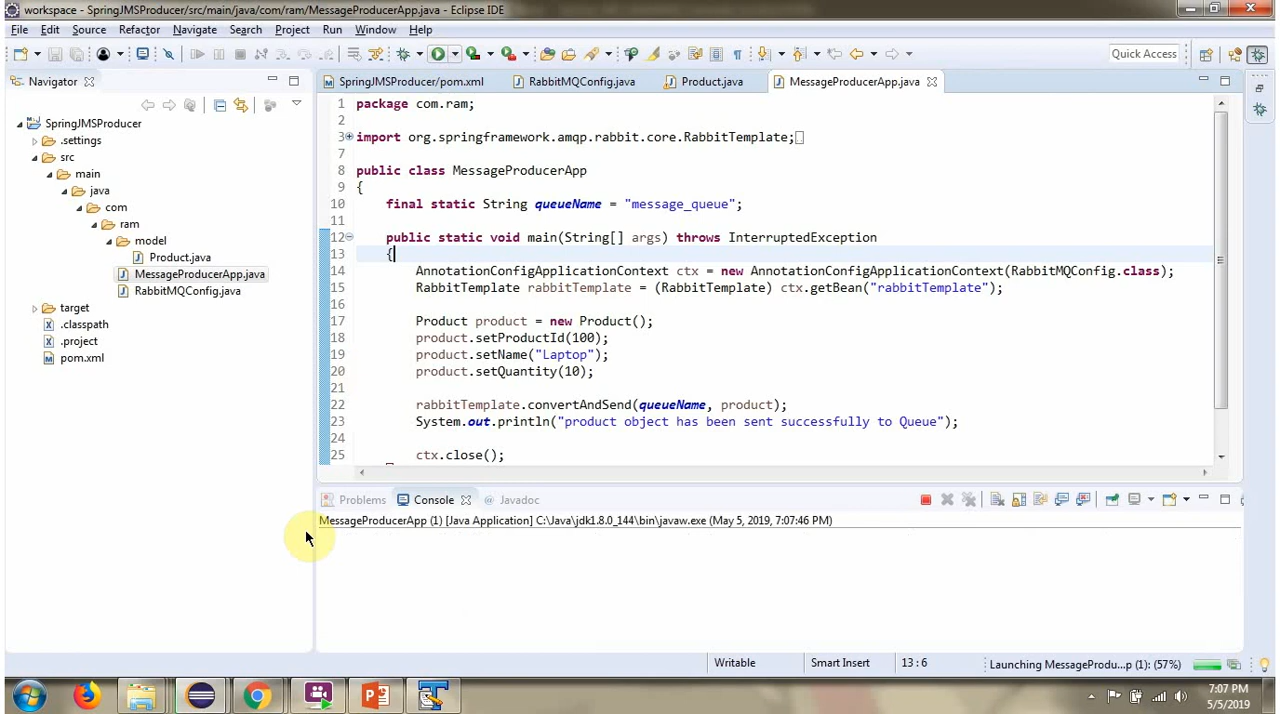 workspace - SpringJMSProducer/src/main/java/com/ram/MessageProducerApp.java - Eclipse IDE
File Edit Source Refactor Navigate Search Project Run Window Help
Quick Access
Navigator
SpringJMSProducer/pom.xml RabbitMQConfig.java Product.java MessageProducerApp.java
SpringJMSProducer
.settings
src
main
java
com
ram
model
Product.java
MessageProducerApp.java
RabbitMQConfig.java
target
.classpath
.project
pom.xml
1 package com.ram;
2
3 import org.springframework.amqp.rabbit.core.RabbitTemplate;
7
8 public class MessageProducerApp
9 {
10 final static String queueName = "message_queue";
11
12 public static void main(String[] args) throws InterruptedException
13 {
14 AnnotationConfigApplicationContext ctx = new AnnotationConfigApplicationContext(RabbitMQConfig.class);
15 RabbitTemplate rabbitTemplate = (RabbitTemplate) ctx.getBean("rabbitTemplate");
16
17 Product product = new Product();
18 product.setProductId(100);
19 product.setName("Laptop");
20 product.setQuantity(10);
21
22 rabbitTemplate.convertAndSend(queueName, product);
23 System.out.println("product object has been sent successfully to Queue");
24
25 ctx.close();
Problems Console Javadoc
MessageProducerApp (1) [Java Application] C:\Java\jdk1.8.0_144\bin\javaw.exe (May 5, 2019, 7:07:46 PM)
Writable Smart Insert 13 : 6 Launching MessageProdu...p (1): (57%)
7:07 PM
5/5/2019